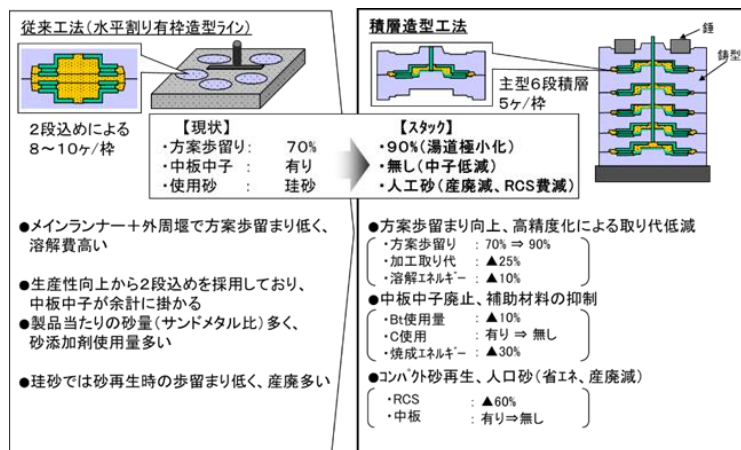 従来工法(水平割り有枠造型ライン)
2段込めによる
8～10ヶ/枠
【現状】
・方案歩留り: 70%
・中板中子 : 有り
・使用砂 : 珪砂
●メインランナー+外周堰で方案歩留まり低く、
溶解費高い
●生産性向上から2段込めを採用しており、
中板中子が余計に掛かる
●製品当たりの砂量(サンドメタル比)多く、
砂添加剤使用量多い
●珪砂では砂再生時の歩留まり低く、産廃多い
積層造型工法
錘
鋳型
主型6段積層
5ヶ/枠
【スタック】
・90%(湯道極小化)
・無し(中子低減)
・人工砂(産廃減、RCS費減)
●方案歩留まり向上、高精度化による取り代低減
・方案歩留り : 70% ⇒ 90%
・加工取り代 : ▲25%
・溶解エネルギー : ▲10%
●中板中子廃止、補助材料の抑制
・Bt使用量 : ▲10%
・C使用 : 有り ⇒ 無し
・焼成エネルギー : ▲30%
●コンパクト砂再生、人口砂(省エネ、産廃減)
・RCS : ▲60%
・中板 : 有り⇒無し